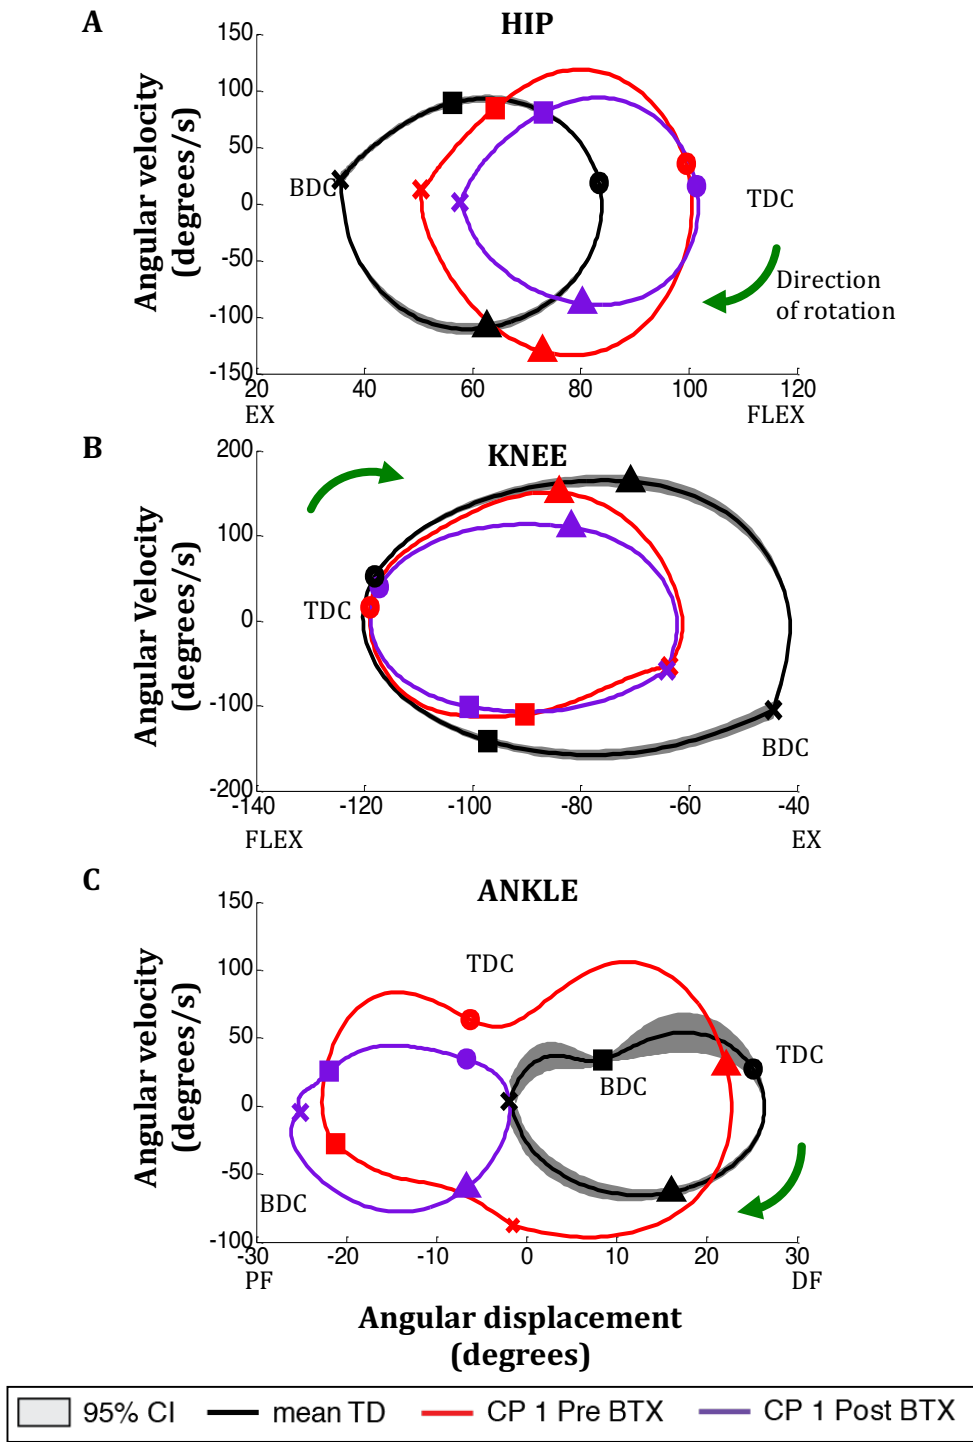 A
HIP
Angular velocity
(degrees/s)
150
100
50
0
-50
-100
-150
BDC
TDC
Direction
of rotation
20 40 60 80 100 120
EX FLEX
B
KNEE
Angular Velocity
(degrees/s)
200
100
0
-100
-200
TDC
BDC
-140 -120 -100 -80 -60 -40
FLEX EX
C
ANKLE
Angular velocity
(degrees/s)
150
100
50
0
-50
-100
TDC
TDC
BDC
BDC
-30 -20 -10 0 10 20 30
PF DF
Angular displacement
(degrees)
95% CI mean TD CP 1 Pre BTX CP 1 Post BTX